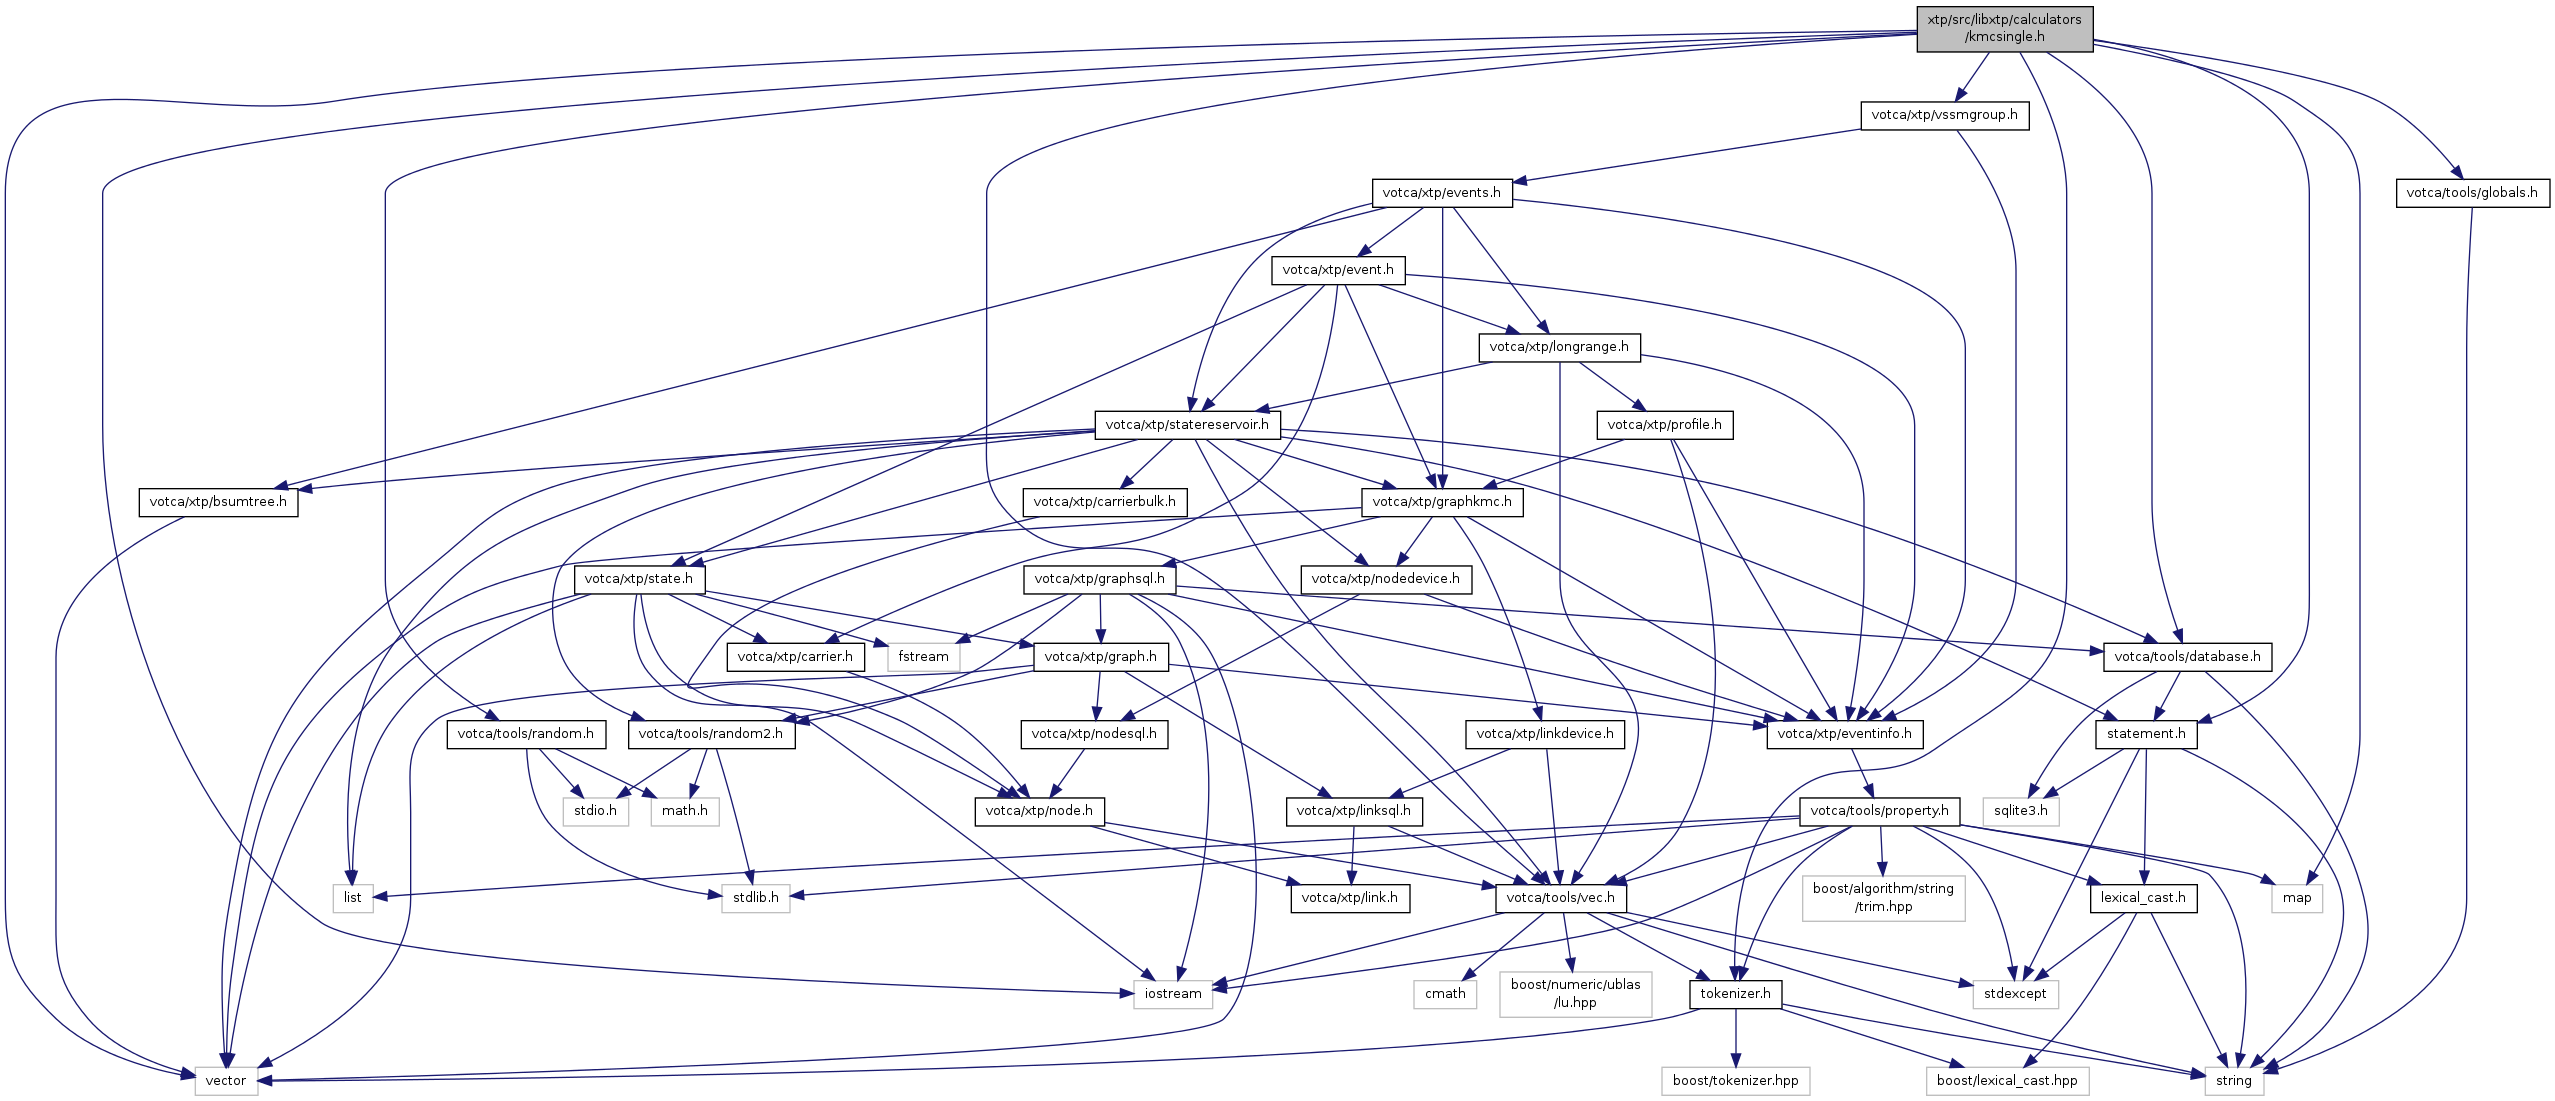 xtp/src/libxtp/calculators
/kmcsingle.h
votca/xtp/vssmgroup.h
votca/xtp/events.h
votca/tools/globals.h
votca/xtp/event.h
votca/xtp/longrange.h
votca/xtp/statereservoir.h
votca/xtp/profile.h
votca/xtp/bsumtree.h
votca/xtp/carrierbulk.h
votca/xtp/graphkmc.h
votca/xtp/state.h
votca/xtp/graphsql.h
votca/xtp/nodedevice.h
votca/xtp/carrier.h
fstream
votca/xtp/graph.h
votca/tools/database.h
votca/tools/random.h
votca/tools/random2.h
votca/xtp/nodesql.h
votca/xtp/linkdevice.h
votca/xtp/eventinfo.h
statement.h
stdio.h
math.h
votca/xtp/node.h
votca/xtp/linksql.h
votca/tools/property.h
sqlite3.h
list
stdlib.h
votca/xtp/link.h
votca/tools/vec.h
boost/algorithm/string
/trim.hpp
lexical_cast.h
map
iostream
cmath
boost/numeric/ublas
/lu.hpp
tokenizer.h
stdexcept
vector
boost/tokenizer.hpp
boost/lexical_cast.hpp
string